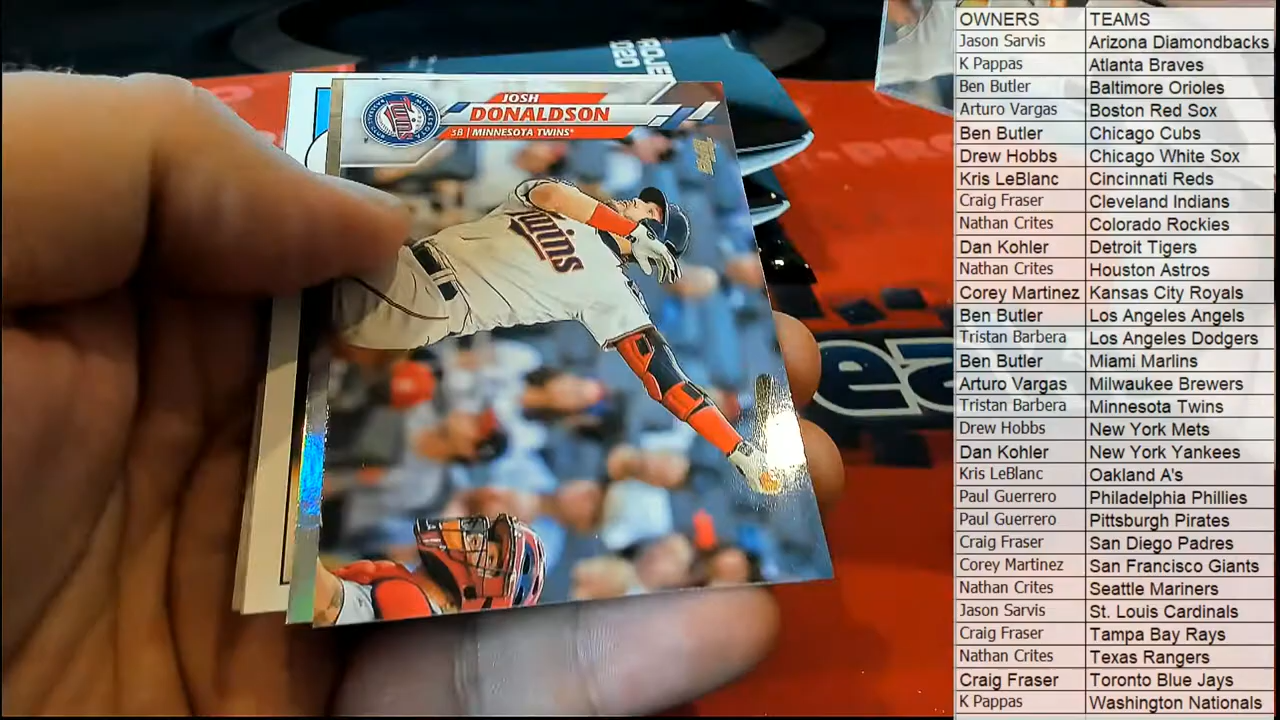 JOSH
DONALDSON
3B | MINNESOTA TWINS
Topps
Twins
Twins
2020
OWNERS TEAMS
Jason Sarvis Arizona Diamondbacks
K Pappas Atlanta Braves
Ben Butler Baltimore Orioles
Arturo Vargas Boston Red Sox
Ben Butler Chicago Cubs
Drew Hobbs Chicago White Sox
Kris LeBlanc Cincinnati Reds
Craig Fraser Cleveland Indians
Nathan Crites Colorado Rockies
Dan Kohler Detroit Tigers
Nathan Crites Houston Astros
Corey Martinez Kansas City Royals
Ben Butler Los Angeles Angels
Tristan Barbera Los Angeles Dodgers
Ben Butler Miami Marlins
Arturo Vargas Milwaukee Brewers
Tristan Barbera Minnesota Twins
Drew Hobbs New York Mets
Dan Kohler New York Yankees
Kris LeBlanc Oakland A's
Paul Guerrero Philadelphia Phillies
Paul Guerrero Pittsburgh Pirates
Craig Fraser San Diego Padres
Corey Martinez San Francisco Giants
Nathan Crites Seattle Mariners
Jason Sarvis St. Louis Cardinals
Craig Fraser Tampa Bay Rays
Nathan Crites Texas Rangers
Craig Fraser Toronto Blue Jays
K Pappas Washington Nationals